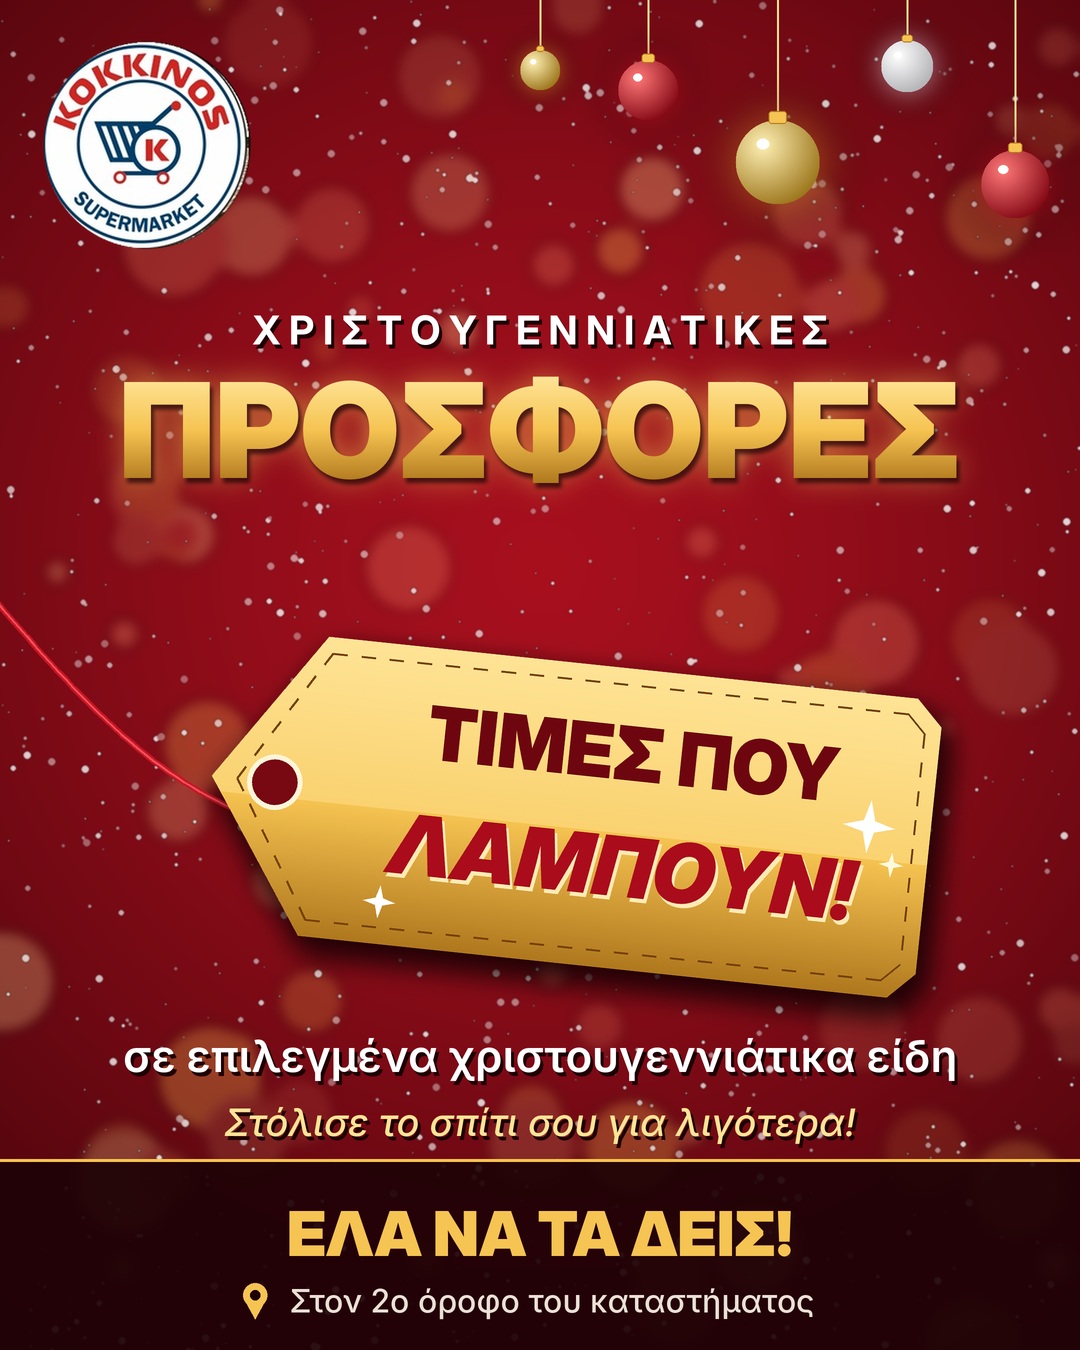 KOKKINOS
K
SUPERMARKET
ΧΡΙΣΤΟΥΓΕΝΝΙΑΤΙΚΕΣ
ΠΡΟΣΦΟΡΕΣ
ΤΙΜΕΣ ΠΟΥ
ΛΑΜΠΟΥΝ!
σε επιλεγμένα χριστουγεννιάτικα είδη
Στόλισε το σπίτι σου για λιγότερα!
ΕΛΑ ΝΑ ΤΑ ΔΕΙΣ!
Στον 2ο όροφο του καταστήματος